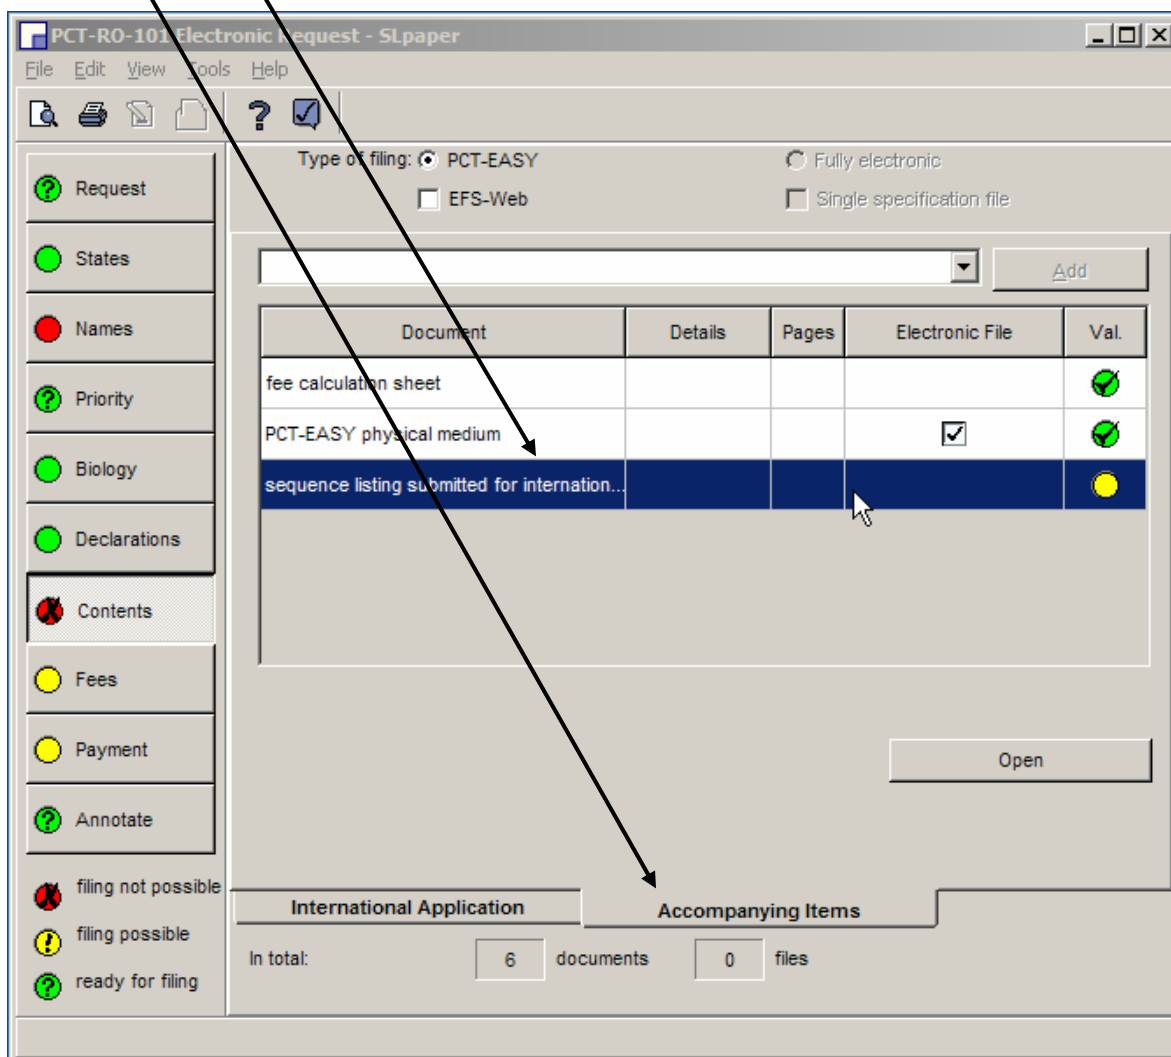 PCT-RO-101 Electronic Request - SLpaper
File Edit View Tools Help
Type of filing: PCT-EASY Fully electronic
EFS-Web Single specification file
Request
States
Names
Priority
Biology
Declarations
Contents
Fees
Payment
Annotate
Add
Document Details Pages Electronic File Val.
fee calculation sheet
PCT-EASY physical medium
sequence listing submitted for internation...
Open
filing not possible
filing possible
ready for filing
International Application Accompanying Items
In total: 6 documents 0 files